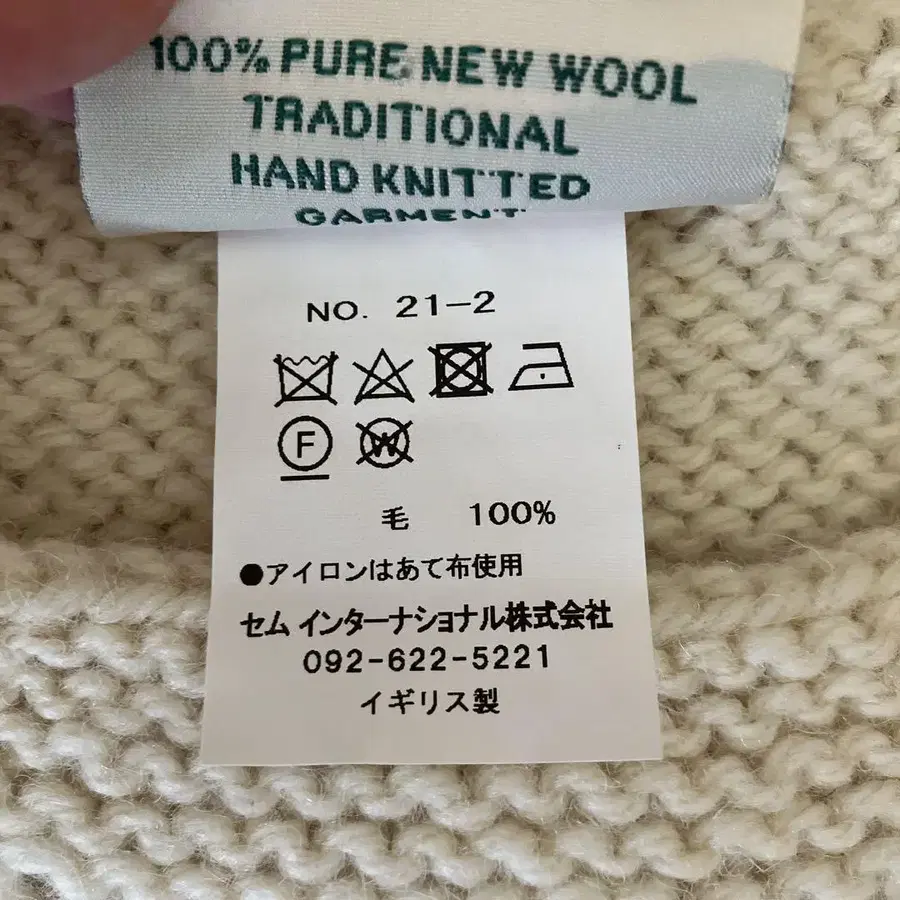 100% PURE NEW WOOL
TRADITIONAL
HAND KNITTED
GARMENT
NO. 21-2
F W
毛 100%
●アイロンはあて布使用
セム インターナショナル株式会社
092-622-5221
イギリス製